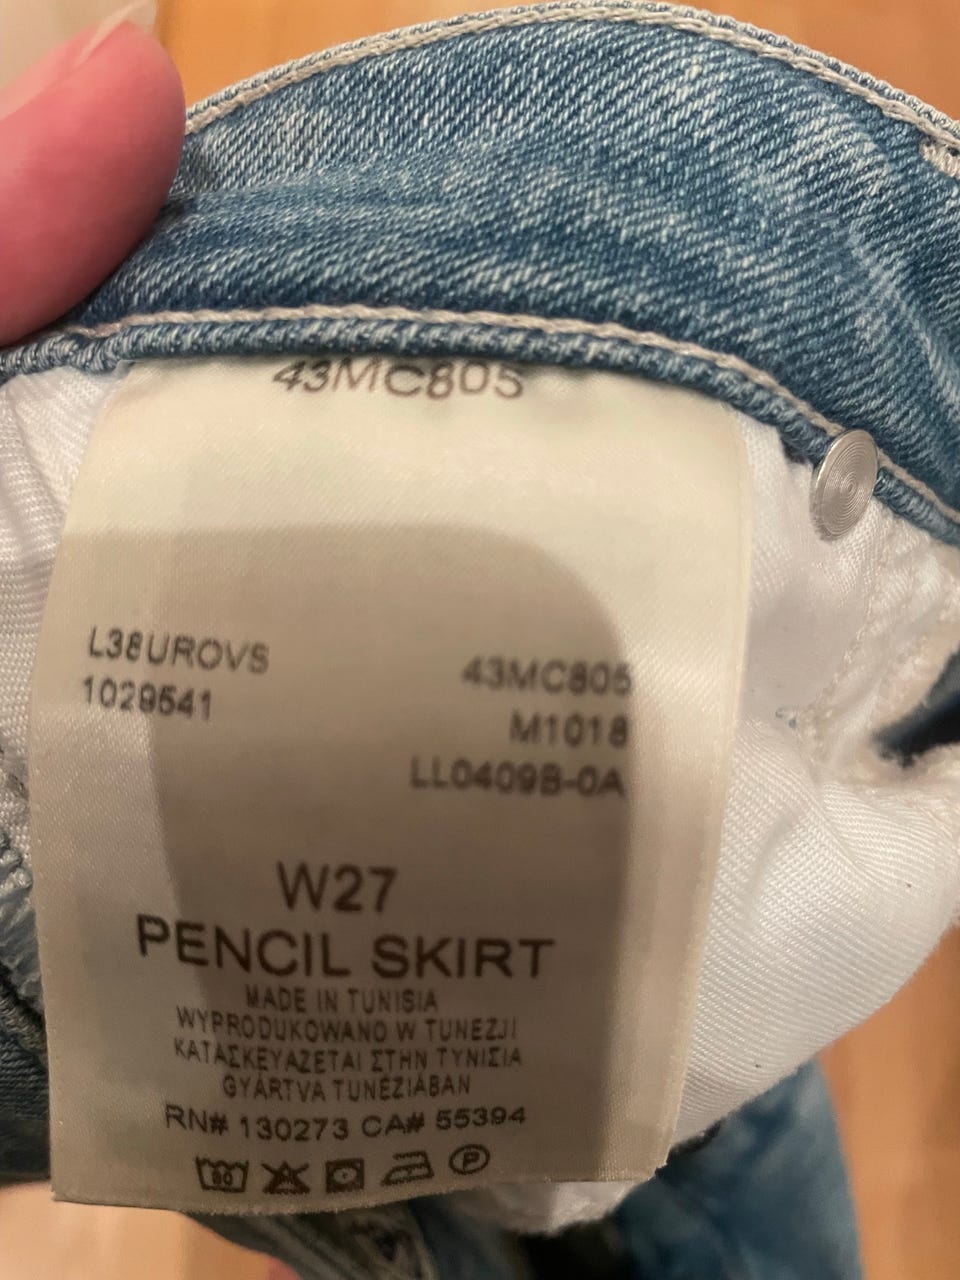 43MC805
L38UROVS
1029541
43MC805
M1018
LL0409B-0A
W27
PENCIL SKIRT
MADE IN TUNISIA
WYPRODUKOWANO W TUNEZJI
ΚΑΤΑΣΚΕΥΑΖΕΤΑΙ ΣΤΗΝ ΤΥΝΙΣΙΑ
GYÁRTVA TUNÉZIÁBAN
RN# 130273 CA# 55394
P